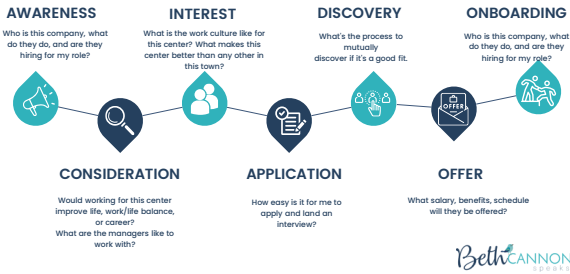 AWARENESS
Who is this company, what
do they do, and are they
hiring for my role?
INTEREST
What is the work culture like for
this center? What makes this
center better than any other in
this town?
DISCOVERY
What's the process to
mutually
discover if it's a good fit.
ONBOARDING
Who is this company, what
do they do, and are they
hiring for my role?
OFFER
CONSIDERATION
Would working for this center
improve life, work/life balance,
or career?
What are the managers like to
work with?
APPLICATION
How easy is it for me to
apply and land an
interview?
OFFER
What salary, benefits, schedule
will they be offered?
Beth CANNON
speaks